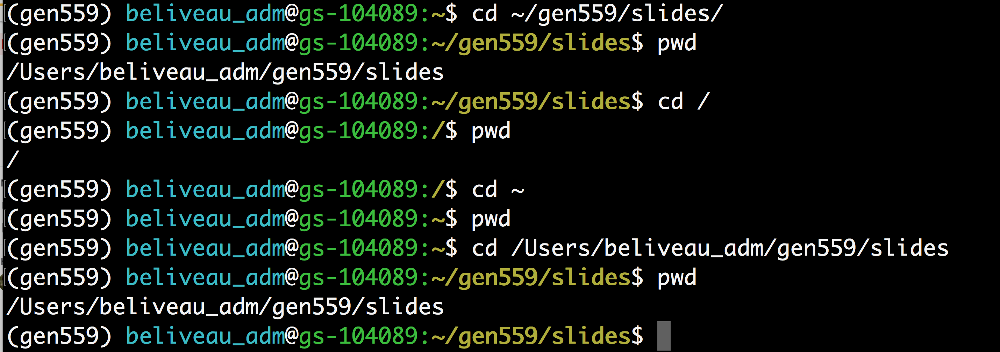 (gen559) beliveau_adm@gs-104089:~$ cd ~/gen559/slides/
(gen559) beliveau_adm@gs-104089:~/gen559/slides$ pwd
/Users/beliveau_adm/gen559/slides
(gen559) beliveau_adm@gs-104089:~/gen559/slides$ cd /
(gen559) beliveau_adm@gs-104089:/$ pwd
/
(gen559) beliveau_adm@gs-104089:/$ cd ~
(gen559) beliveau_adm@gs-104089:~$ pwd
(gen559) beliveau_adm@gs-104089:~$ cd /Users/beliveau_adm/gen559/slides
(gen559) beliveau_adm@gs-104089:~/gen559/slides$ pwd
/Users/beliveau_adm/gen559/slides
(gen559) beliveau_adm@gs-104089:~/gen559/slides$